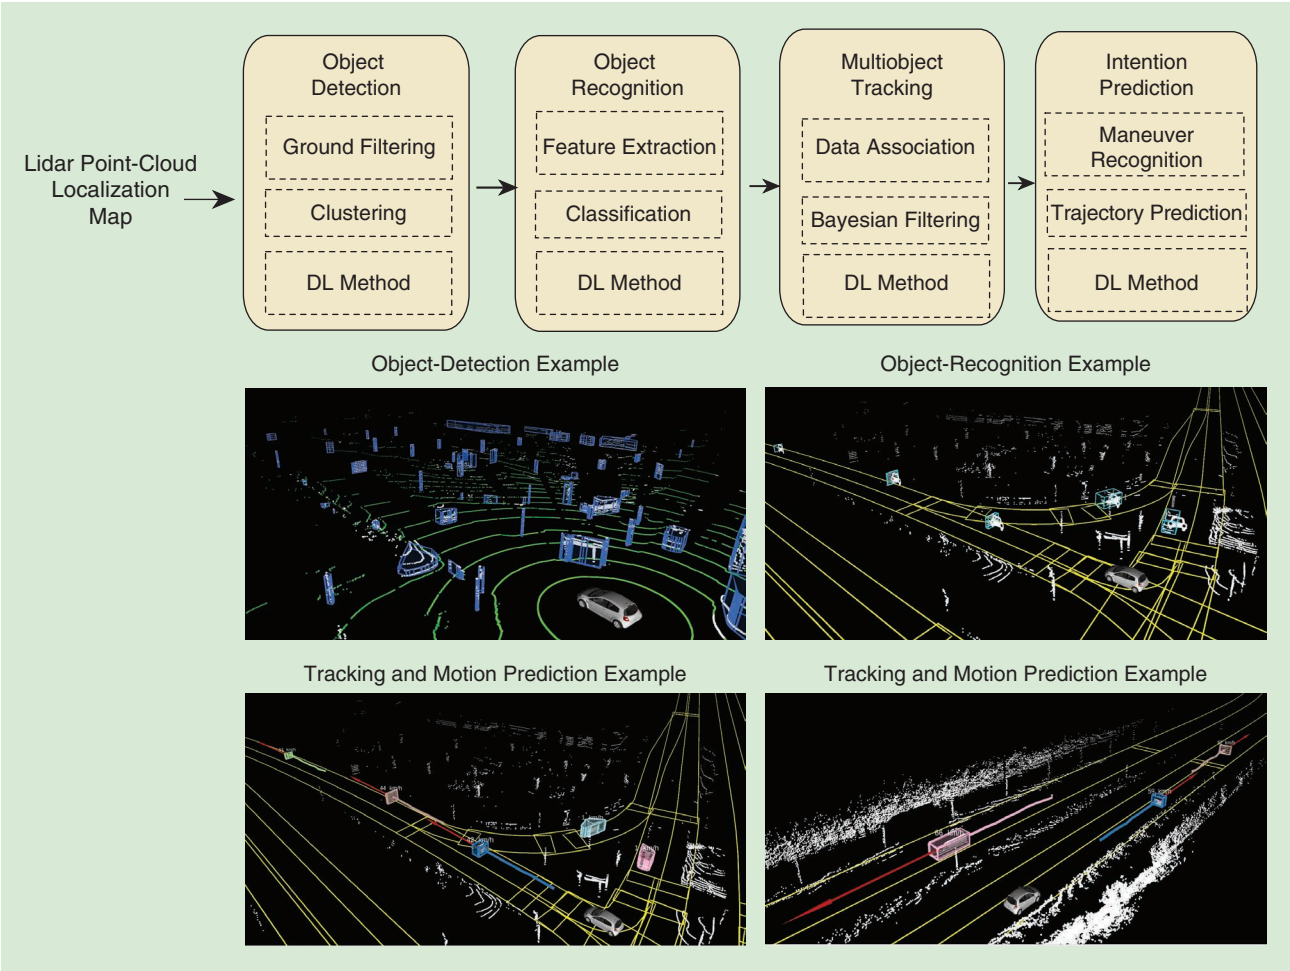 Object
Detection
Ground Filtering
Clustering
DL Method
Object
Recognition
Feature Extraction
Classification
DL Method
Multiobject
Tracking
Data Association
Bayesian Filtering
DL Method
Intention
Prediction
Maneuver
Recognition
Trajectory Prediction
DL Method
Lidar Point-Cloud
Localization
Map
Object-Detection Example
Object-Recognition Example
Tracking and Motion Prediction Example
Tracking and Motion Prediction Example
44 km/h